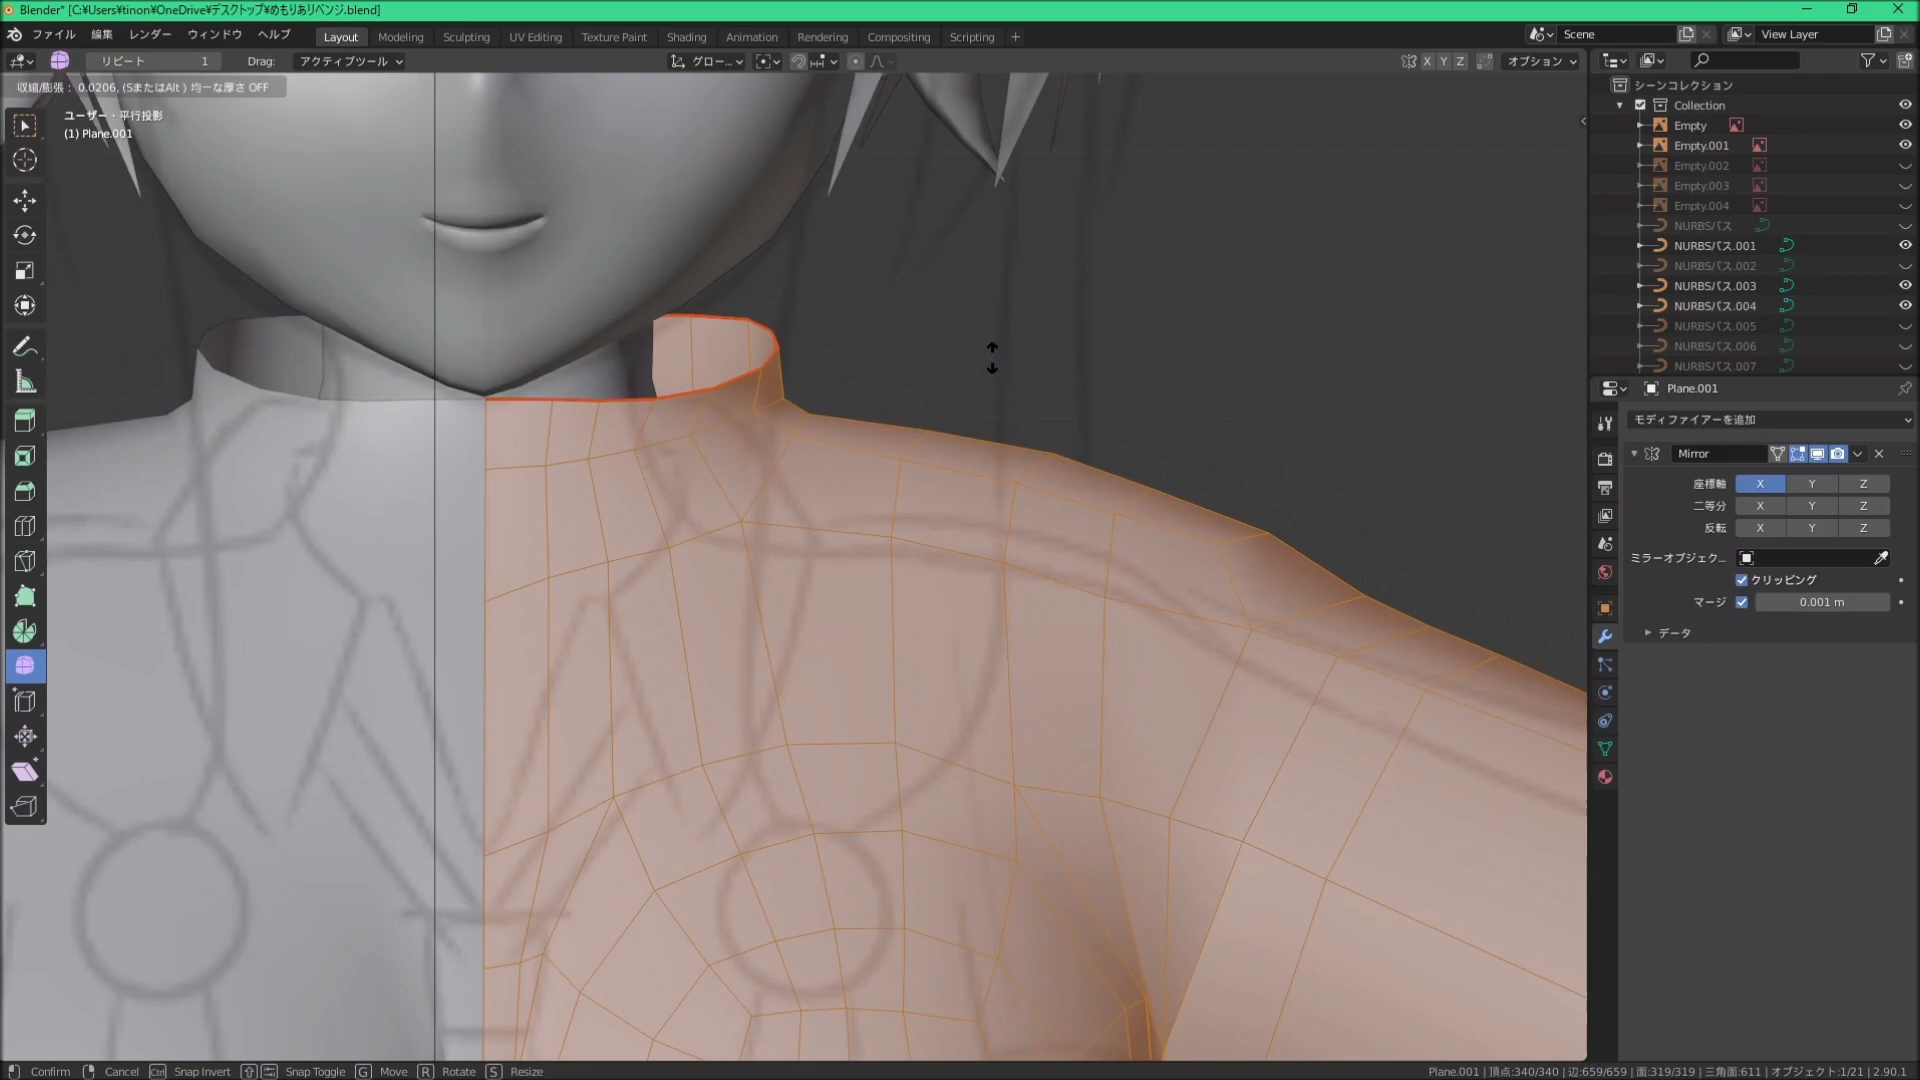 Blender* [C:¥Users¥tinon¥OneDrive¥デスクトップ¥めもりありベンジ.blend]
ファイル 編集 レンダー ウィンドウ ヘルプ Layout Modeling Sculpting UV Editing Texture Paint Shading Animation Rendering Compositing Scripting + Scene View Layer
リピート 1 Drag: アクティブツール グロー... X Y Z オプション
収縮/膨張： 0.0206, (SまたはAlt ) 均一な厚さ OFF
ユーザー・平行投影
(1) Plane.001
シーンコレクション
Collection
Empty
Empty.001
Empty.002
Empty.003
Empty.004
NURBSパス
NURBSパス.001
NURBSパス.002
NURBSパス.003
NURBSパス.004
NURBSパス.005
NURBSパス.006
NURBSパス.007
Plane.001
モディファイアーを追加
Mirror
座標軸 X Y Z
二等分 X Y Z
反転 X Y Z
ミラーオブジェク...
クリッピング
マージ 0.001 m
データ
Confirm Cancel Ctrl Snap Invert Snap Toggle G Move R Rotate S Resize Plane.001 | 頂点:340/340 | 辺:659/659 | 面:319/319 | 三角面:611 | オブジェクト:1/21 | 2.90.1